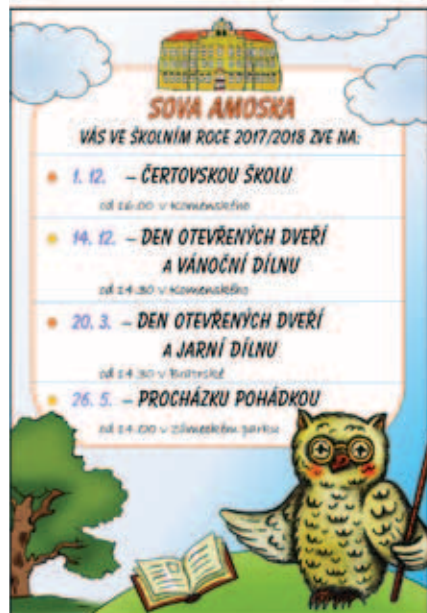 SOVA AMOSKA
VÁS VE ŠKOLNÍM ROCE 2017/2018 ZVE NA:
1. 12. – ČERTOVSKOU ŠKOLU
od 16.00 v Komenského
14. 12. – DEN OTEVŘENÝCH DVEŘÍ
A VÁNOČNÍ DÍLNU
od 14.30 v Komenského
20. 3. – DEN OTEVŘENÝCH DVEŘÍ
A JARNÍ DÍLNU
od 14.30 v Bratrské
26. 5. – PROCHÁZKU POHÁDKOU
od 14.00 v Zámeckém parku